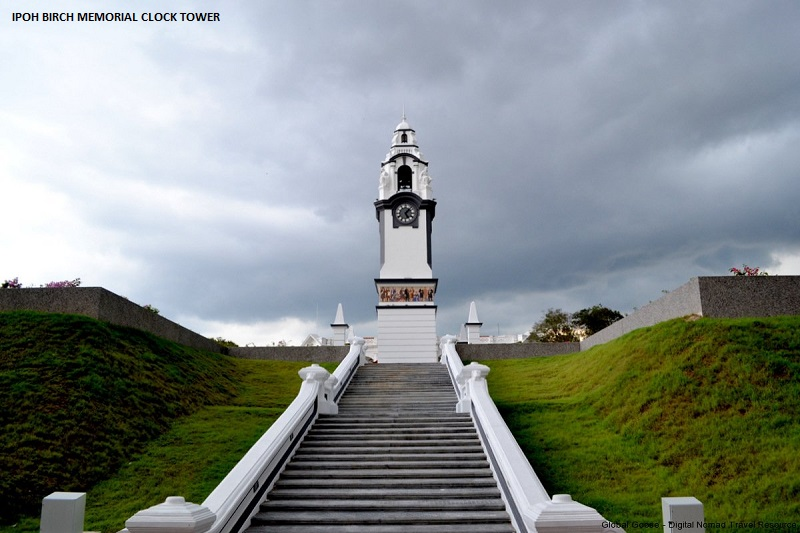 IPOH BIRCH MEMORIAL CLOCK TOWER
Global Goose - Digital Nomad Travel Resource